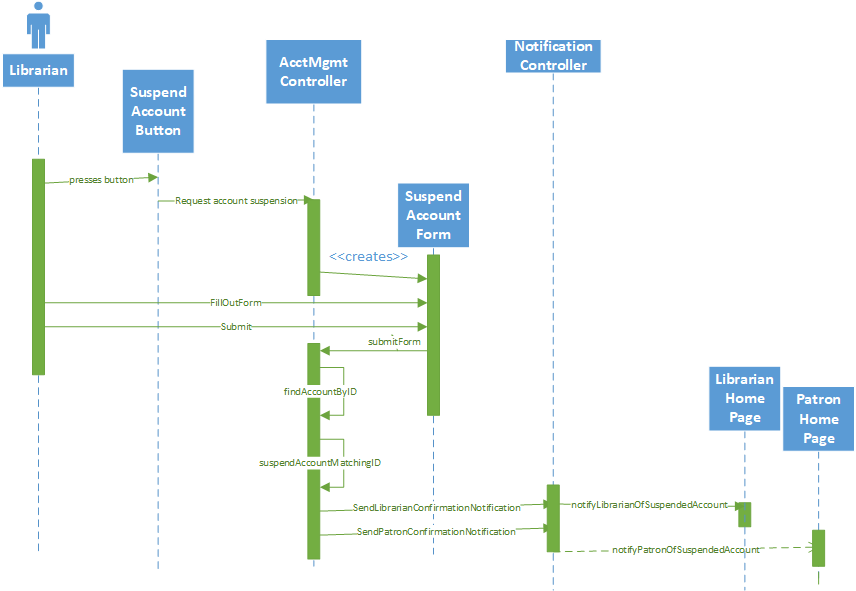 Librarian
Suspend
Account
Button
AcctMgmt
Controller
Notification
Controller
presses button
Request account suspension
Suspend
Account
Form
<<creates>>
FillOutForm
Submit
submitForm
findAccountByID
Librarian
Home
Page
Patron
Home
Page
suspendAccountMatchingID
SendLibrarianConfirmationNotification
notifyLibrarianOfSuspendedAccount
SendPatronConfirmationNotification
notifyPatronOfSuspendedAccount